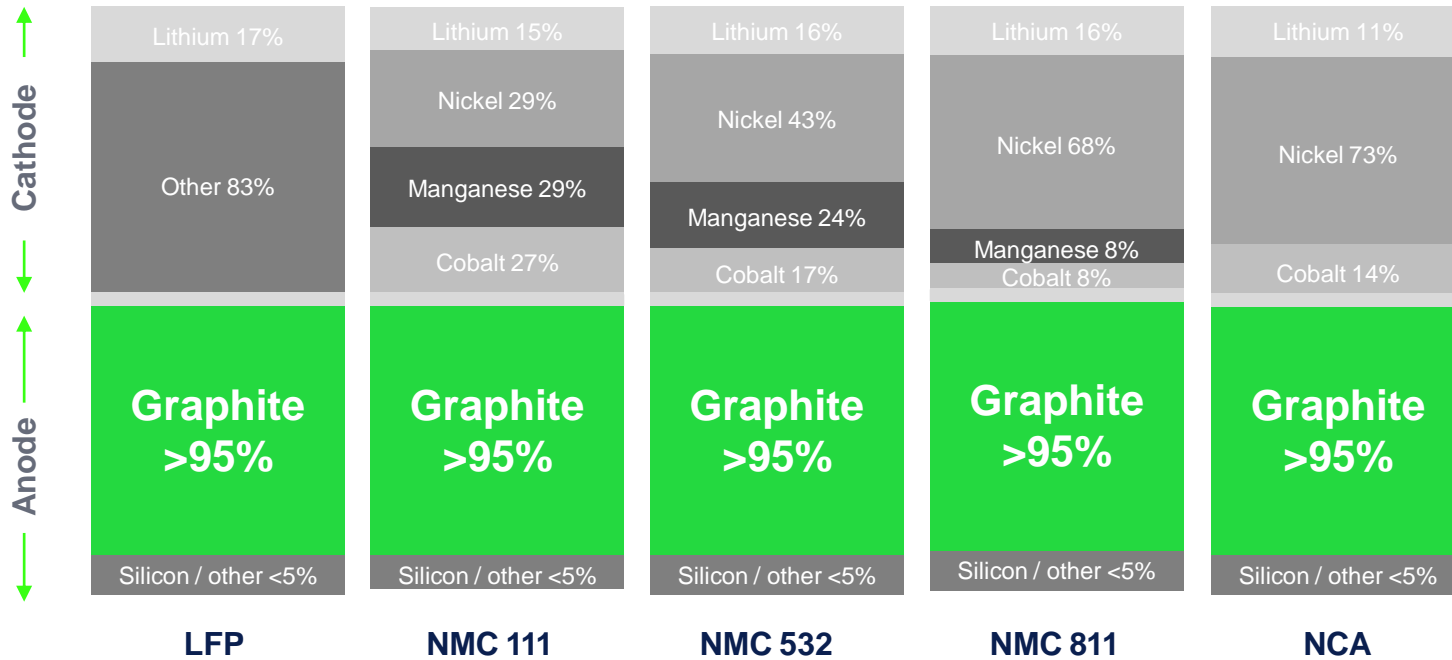 Cathode
Anode
Lithium 17%
Other 83%
Graphite
>95%
Silicon / other <5%
LFP
Lithium 15%
Nickel 29%
Manganese 29%
Cobalt 27%
Graphite
>95%
Silicon / other <5%
NMC 111
Lithium 16%
Nickel 43%
Manganese 24%
Cobalt 17%
Graphite
>95%
Silicon / other <5%
NMC 532
Lithium 16%
Nickel 68%
Manganese 8%
Cobalt 8%
Graphite
>95%
Silicon / other <5%
NMC 811
Lithium 11%
Nickel 73%
Cobalt 14%
Graphite
>95%
Silicon / other <5%
NCA